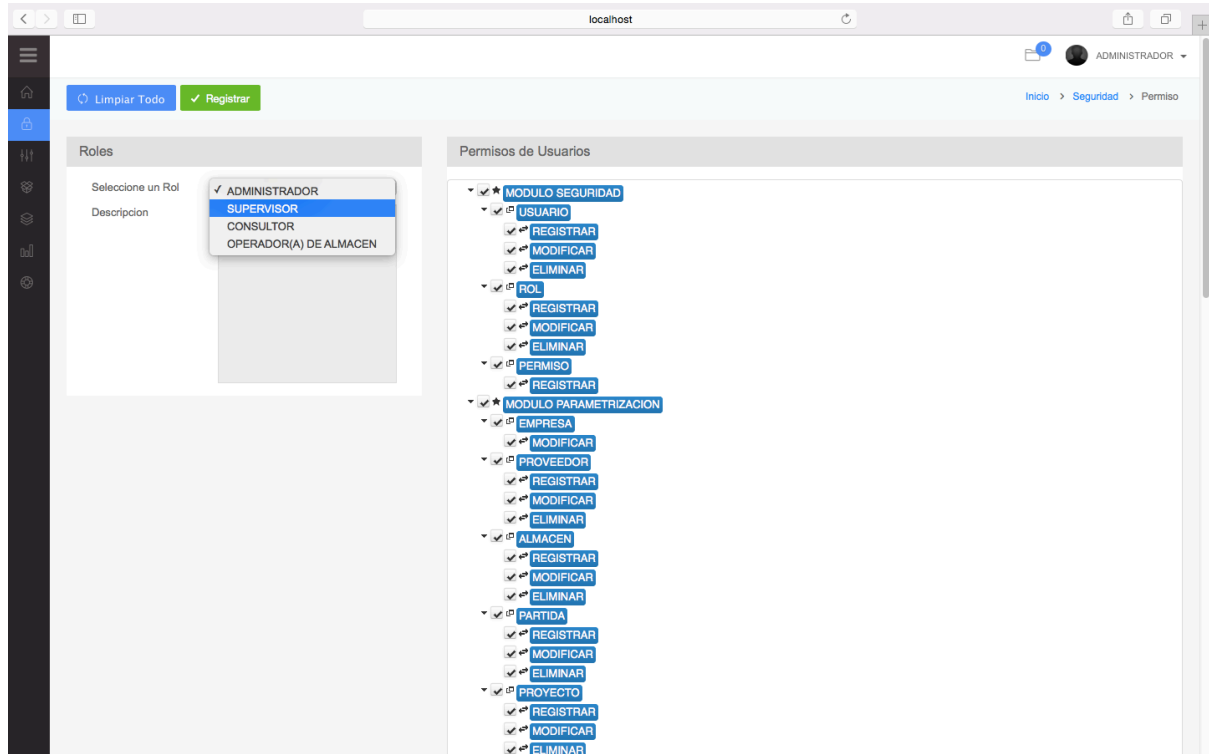 localhost
0
ADMINISTRADOR
Limpiar Todo
Registrar
Inicio > Seguridad > Permiso
Roles
Seleccione un Rol
✓ ADMINISTRADOR
SUPERVISOR
CONSULTOR
OPERADOR(A) DE ALMACEN
Descripcion
Permisos de Usuarios
MODULO SEGURIDAD
USUARIO
REGISTRAR
MODIFICAR
ELIMINAR
ROL
REGISTRAR
MODIFICAR
ELIMINAR
PERMISO
REGISTRAR
MODULO PARAMETRIZACION
EMPRESA
MODIFICAR
PROVEEDOR
REGISTRAR
MODIFICAR
ELIMINAR
ALMACEN
REGISTRAR
MODIFICAR
ELIMINAR
PARTIDA
REGISTRAR
MODIFICAR
ELIMINAR
PROYECTO
REGISTRAR
MODIFICAR
ELIMINAR